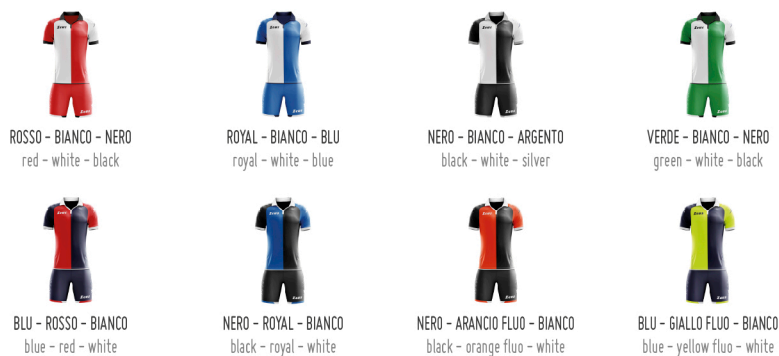 ROSSO - BIANCO - NERO
red - white - black
ROYAL - BIANCO - BLU
royal - white - blue
NERO - BIANCO - ARGENTO
black - white - silver
VERDE - BIANCO - NERO
green - white - black
BLU - ROSSO - BIANCO
blue - red - white
NERO - ROYAL - BIANCO
black - royal - white
NERO - ARANCIO FLUO - BIANCO
black - orange fluo - white
BLU - GIALLO FLUO - BIANCO
blue - yellow fluo - white